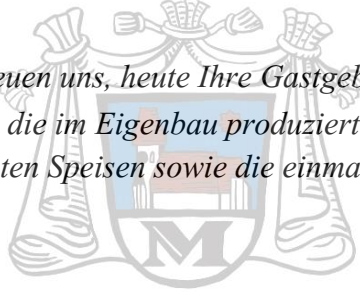 euen uns, heute Ihre Gastgeb
die im Eigenbau produziert
ten Speisen sowie die einma
M